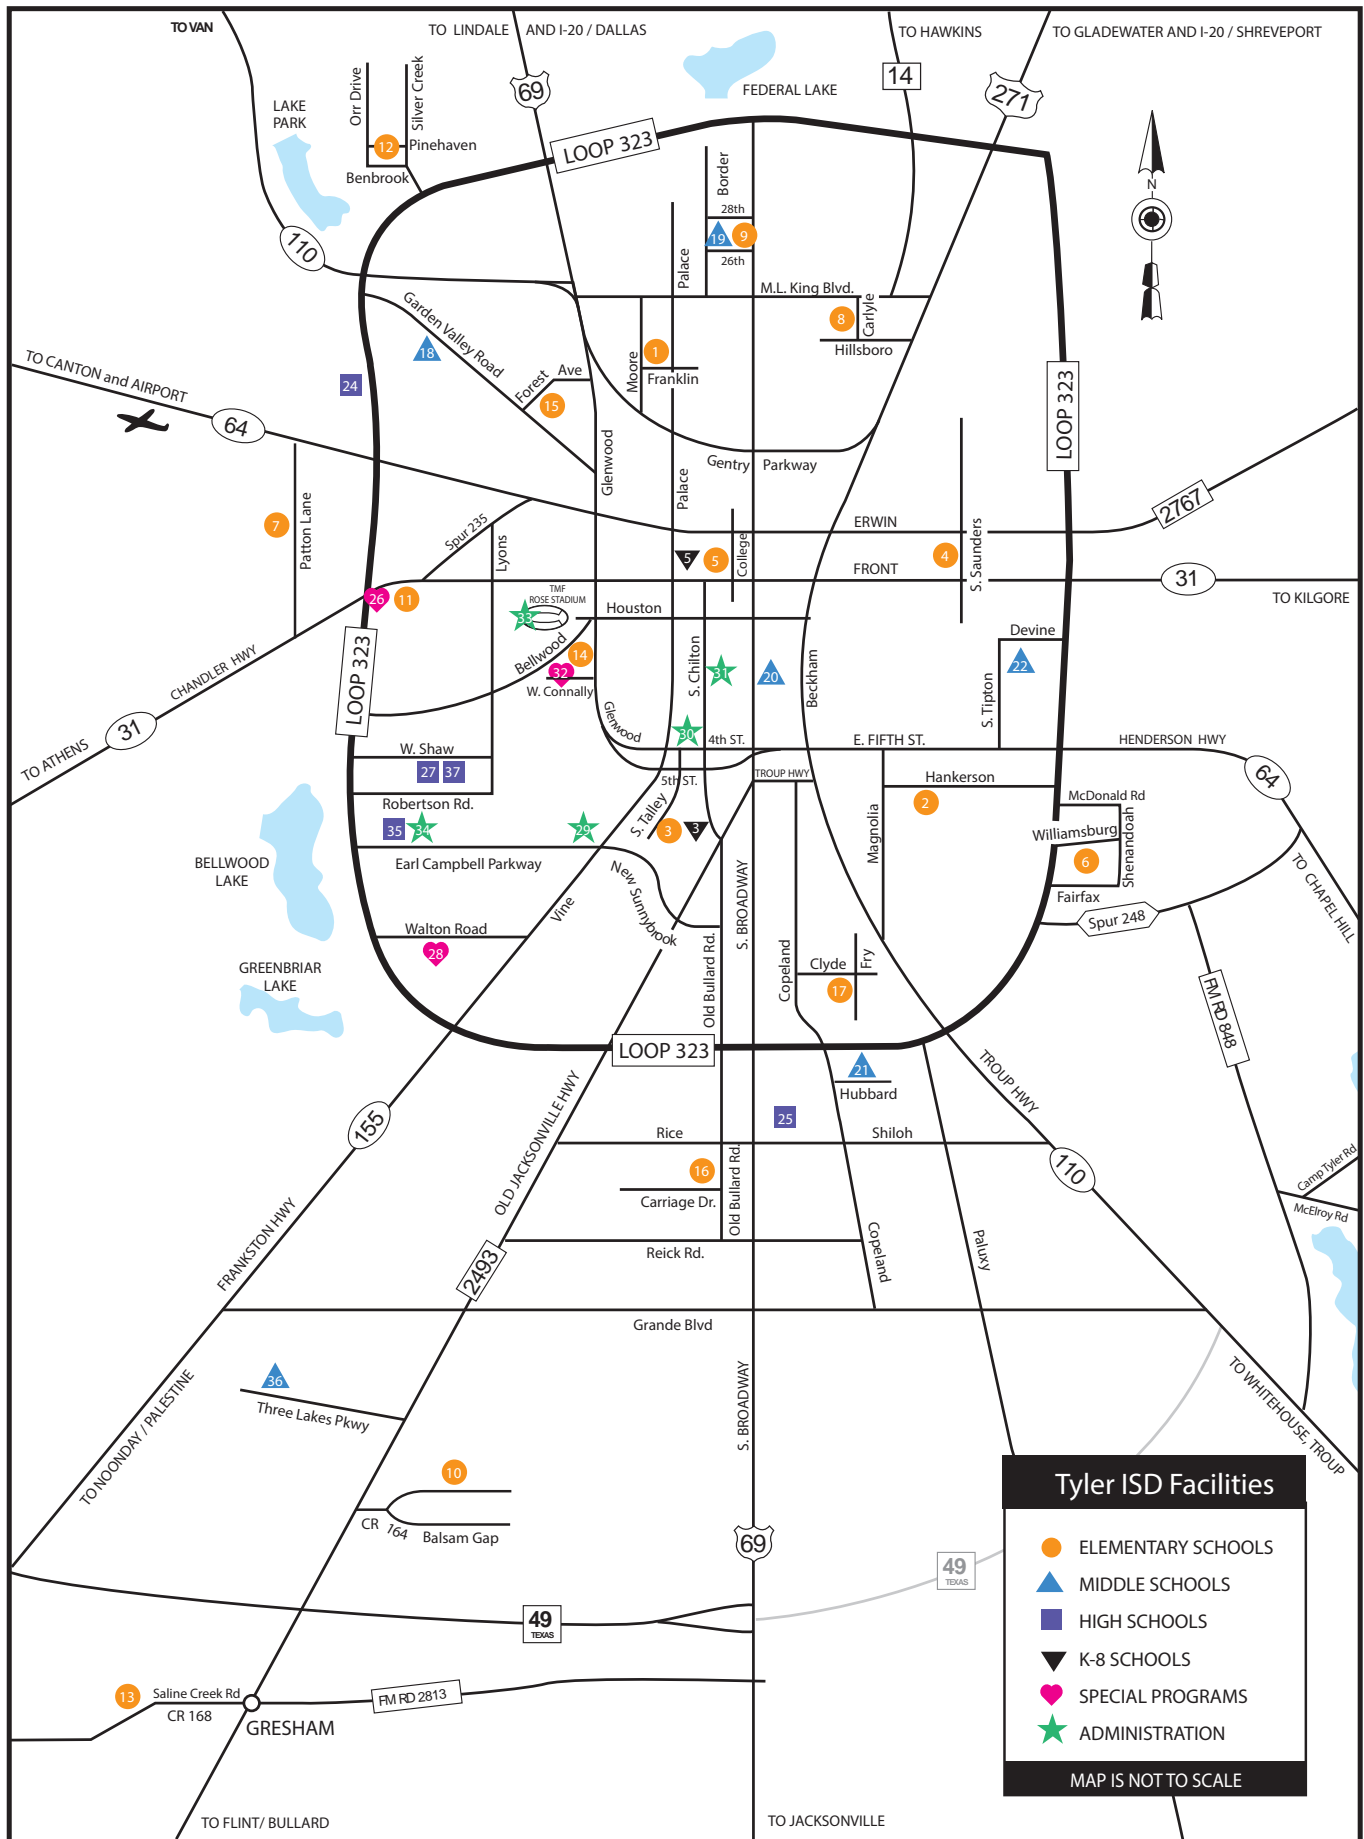 TO VAN
TO LINDALE
AND I-20 / DALLAS
TO HAWKINS
TO GLADEWATER AND I-20 / SHREVEPORT
69
14
271
FEDERAL LAKE
LAKE
PARK
Orr Drive
Silver Creek
12
Pinehaven
Benbrook
LOOP 323
Border
28th
19
9
26th
N
110
Palace
M.L. King Blvd.
Garden Valley Road
18
8
Carlyle
Hillsboro
1
Moore
Franklin
Forest
Ave
15
24
TO CANTON and AIRPORT
64
LOOP 323
Glenwood
Gentry
Parkway
Palace
2767
7
Patton Lane
Spur 235
Lyons
ERWIN
5
5
College
4
S. Saunders
FRONT
31
TO KILGORE
26
11
TMF
ROSE STADIUM
33
Houston
Devine
22
S. Tipton
LOOP 323
CHANDLER HWY
Bellwood
14
32
W. Connally
S. Chilton
31
20
Beckham
31
TO ATHENS
Glenwood
30
4th ST.
E. FIFTH ST.
HENDERSON HWY
64
W. Shaw
27
37
5th ST.
TROUP HWY
Hankerson
2
Robertson Rd.
35
34
29
S. Talley
3
3
Magnolia
McDonald Rd
Williamsburg
6
Shenandoah
Fairfax
BELLWOOD
LAKE
Earl Campbell Parkway
New Sunnybrook
S. BROADWAY
TO CHAPEL HILL
Spur 248
Vine
Walton Road
28
Old Bullard Rd.
Copeland
Clyde
Fry
17
GREENBRIAR
LAKE
FM RD 848
LOOP 323
21
Hubbard
TROUP HWY
155
OLD JACKSONVILLE HWY
25
Rice
Shiloh
110
16
Carriage Dr.
Old Bullard Rd.
Camp Tyler Rd
McElroy Rd
FRANKSTON HWY
2493
Reick Rd.
Copeland
Paluxy
Grande Blvd
TO NOONDAY / PALESTINE
36
Three Lakes Pkwy
S. BROADWAY
TO WHITEHOUSE, TROUP
10
CR
164
Balsam Gap
69
49
TEXAS
49
TEXAS
13
Saline Creek Rd
CR 168
GRESHAM
FM RD 2813
TO FLINT/ BULLARD
TO JACKSONVILLE
Tyler ISD Facilities
ELEMENTARY SCHOOLS
MIDDLE SCHOOLS
HIGH SCHOOLS
K-8 SCHOOLS
SPECIAL PROGRAMS
ADMINISTRATION
MAP IS NOT TO SCALE